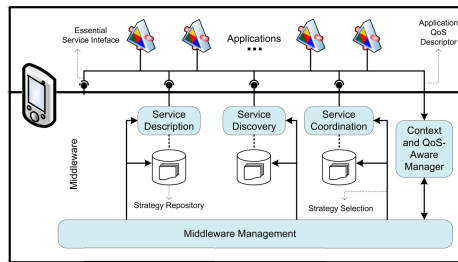 Essential
Service Inteface
Applications
...
Application
QoS
Descriptor
Service
Description
Service
Discovery
Service
Coordination
Context
and QoS-
Aware
Manager
Middleware
Strategy Repository
Strategy Selection
Middleware Management